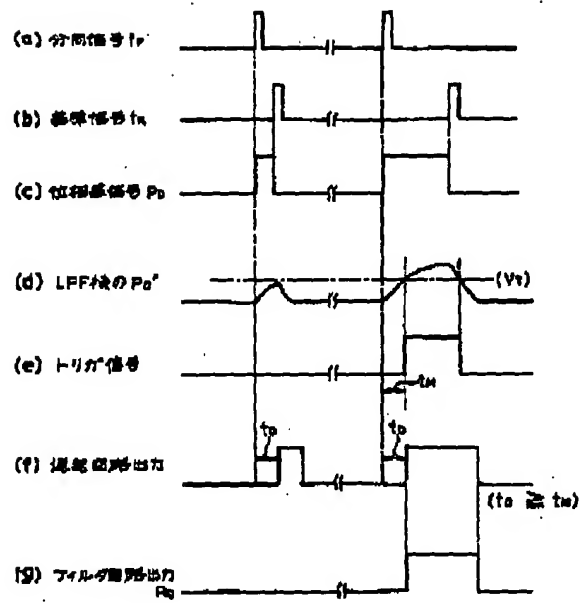 (a) 分周信号 fP
(b) 基準信号 fR
(c) 位相差信号 PD
(d) LPF後の PD"
(VT)
(e) トリガ信号
tM
(f) 遅延回路出力
tD
tD
(tD ≧ tM)
(g) フィルタ回路出力